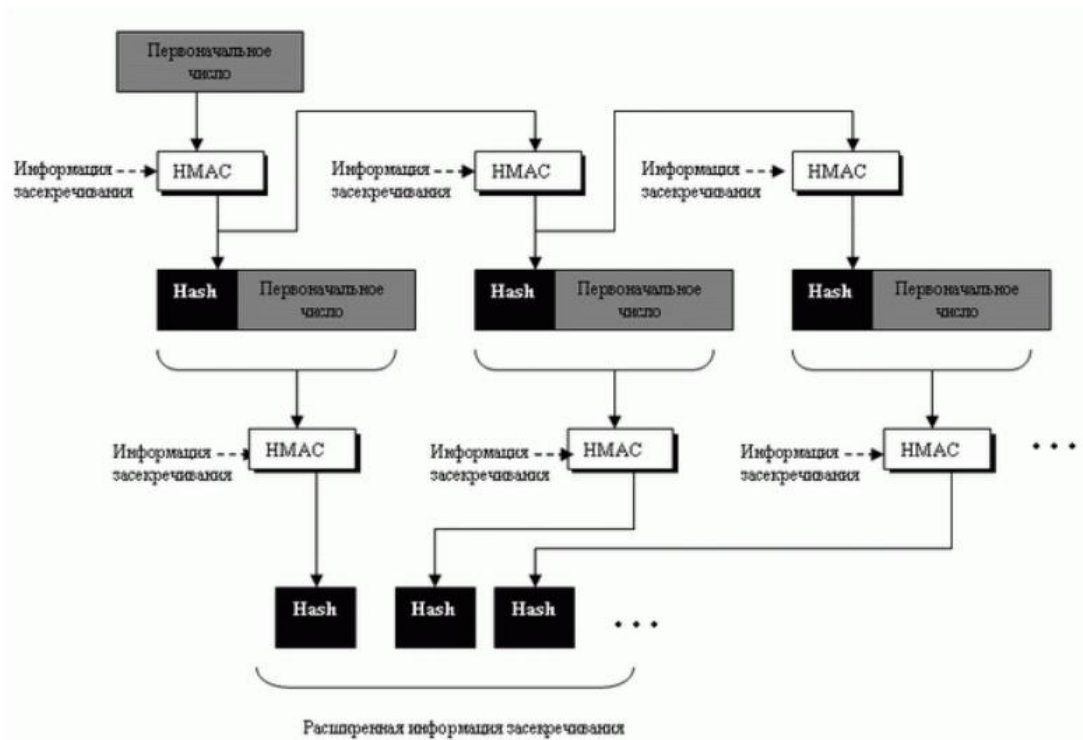 Первоначальное
число
Информация
засекречивания
HMAC
Информация
засекречивания
HMAC
Информация
засекречивания
HMAC
Hash
Первоначальное
число
Hash
Первоначальное
число
Hash
Первоначальное
число
Информация
засекречивания
HMAC
Информация
засекречивания
HMAC
Информация
засекречивания
HMAC
...
Hash
Hash
Hash
...
Расширенная информация засекречивания